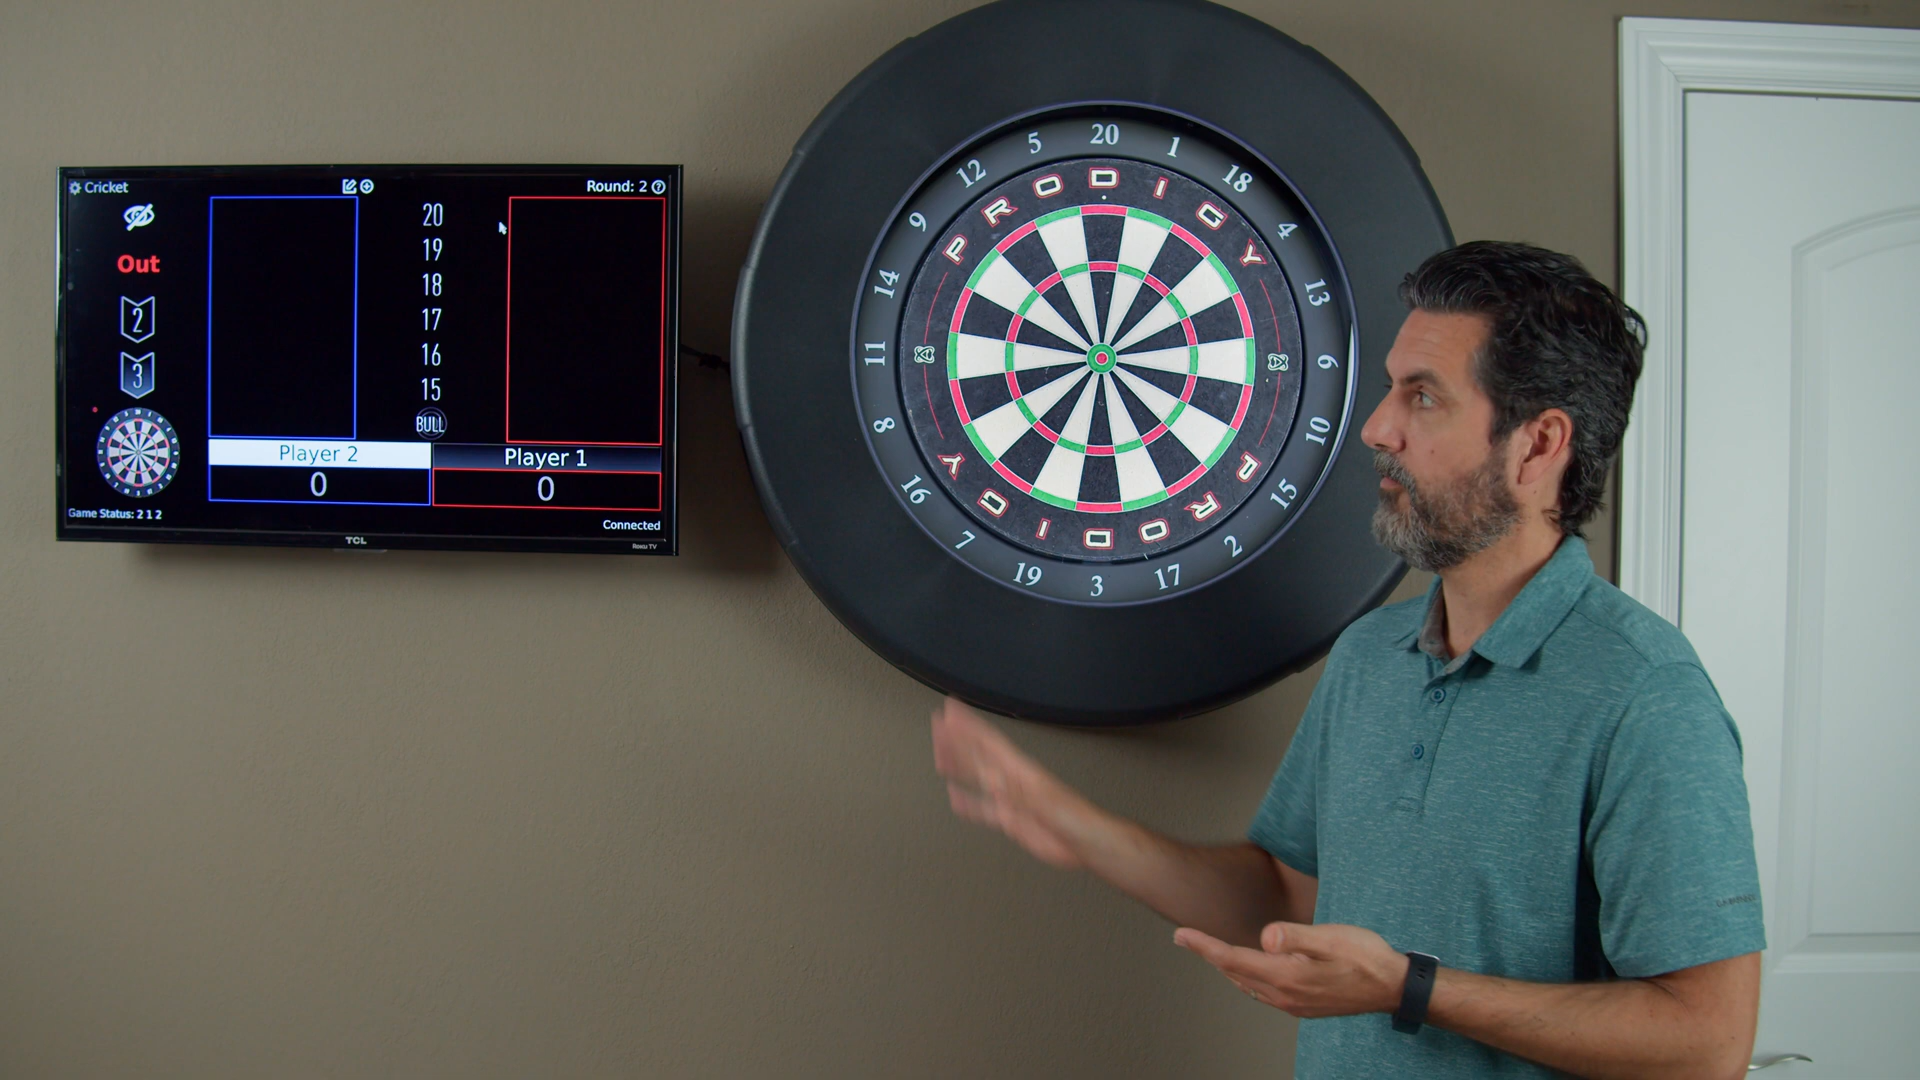 Cricket
Round: 2 ?
Out
2
3
20
19
18
17
16
15
BULL
Player 2
Player 1
0
0
Game Status: 2 1 2
Connected
TCL
Roku TV
20 1 18 4 13 6 10 15 2 17 3 19 7 16 8 11 14 9 12 5
PRODIGY
PRODIGY